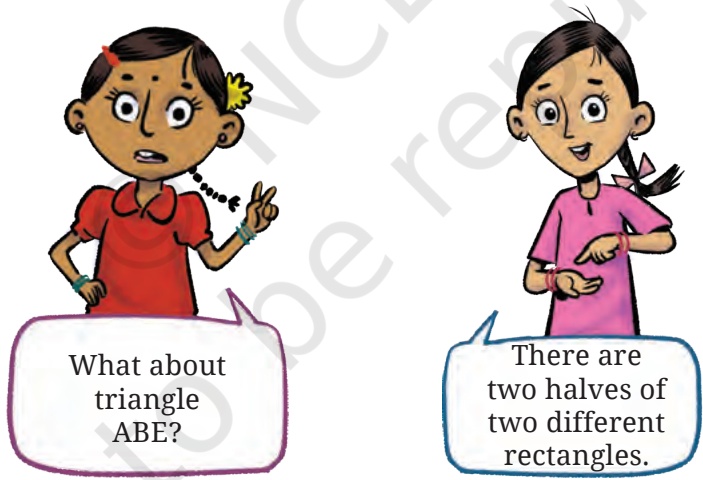 What about
triangle
ABE?
There are
two halves of
two different
rectangles.